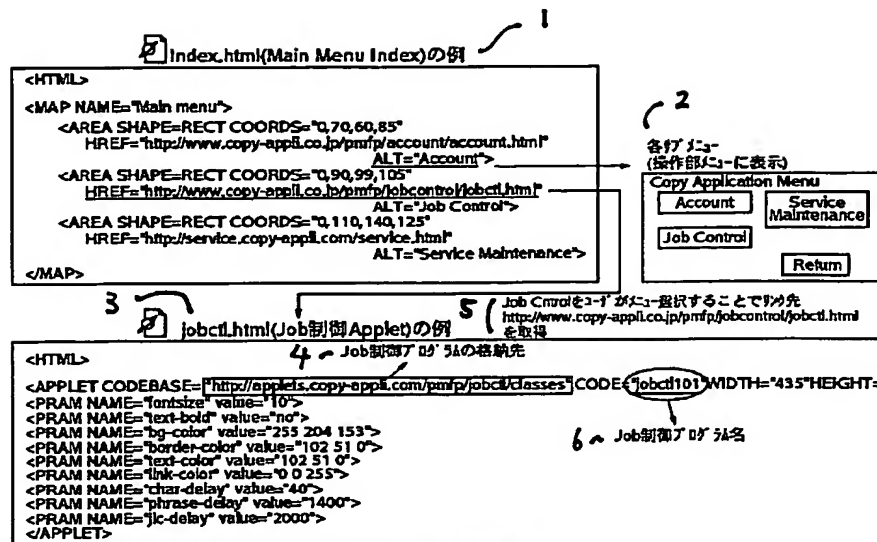 1
Index.html(Main Menu Index)の例
<HTML>
<MAP NAME="Main menu">
<AREA SHAPE=RECT COORDS="0,70,60,85"
HREF="http://www.copy-appli.co.jp/pmfp/account/account.html"
ALT="Account">
<AREA SHAPE=RECT COORDS="0,90,99,105"
HREF="http://www.copy-appli.co.jp/pmfp/jobcontrol/jobctl.html"
ALT="Job Control">
<AREA SHAPE=RECT COORDS="0,110,140,125"
HREF="http://service.copy-appli.com/service.html"
ALT="Service Maintenance">
</MAP>
2
各サブメニュー
(操作部メニューに表示)
Copy Application Menu
Account
Service
Maintenance
Job Control
Return
3
jobctl.html(Job制御Applet)の例
5
Job Cntrolをユーザがメニュー選択することでリンク先
http://www.copy-appli.co.jp/pmfp/jobcontrol/jobctl.html
を取得
4 Job制御プログラムの格納先
<HTML>
<APPLET CODEBASE="http://applets.copy-appli.com/pmfp/jobctl/classes" CODE="jobctl101" WIDTH="435"HEIGHT=
<PRAM NAME="fontsize" value="10">
<PRAM NAME="text-bold" value="no">
<PRAM NAME="bg-color" value="255 204 153">
<PRAM NAME="border-color" value="102 51 0">
<PRAM NAME="text-color" value="102 51 0">
<PRAM NAME="link-color" value="0 0 255">
<PRAM NAME="char-delay" value="40">
<PRAM NAME="phrase-delay" value="1400">
<PRAM NAME="jlc-delay" value="2000">
</APPLET>
6 Job制御プログラム名